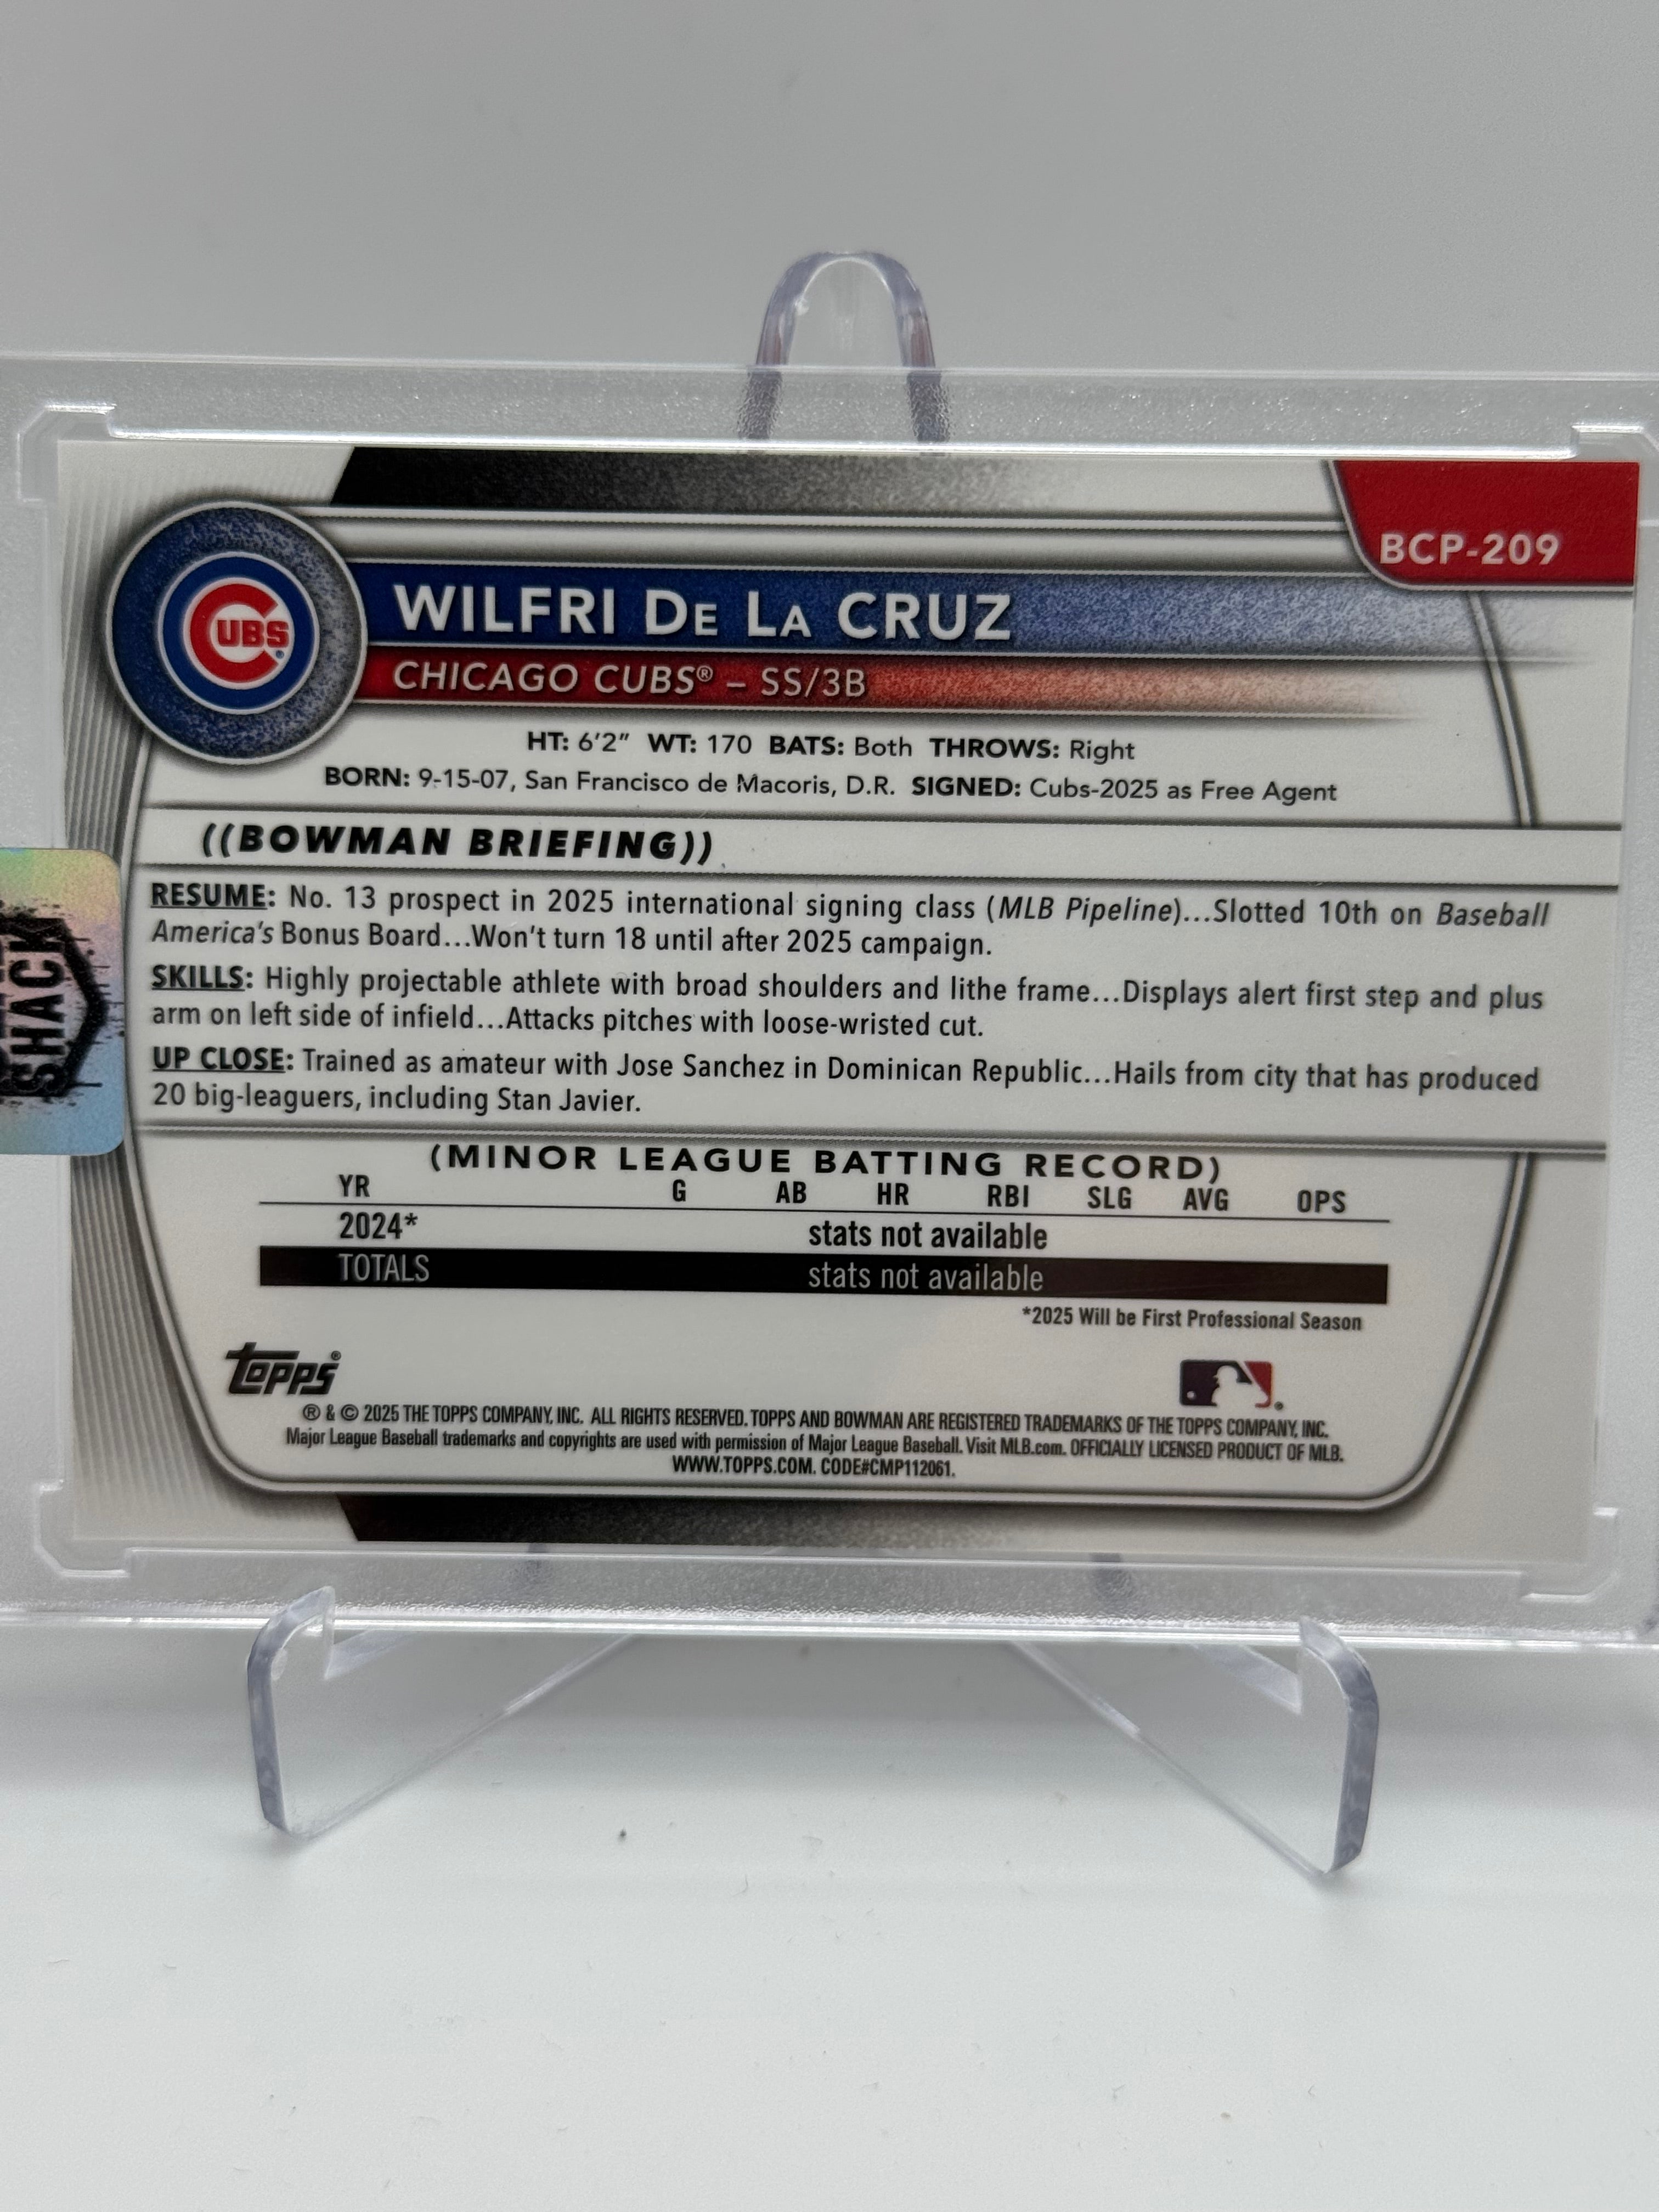 BCP-209
CUBS®
WILFRI DE LA CRUZ
CHICAGO CUBS® – SS/3B
HT: 6'2" WT: 170 BATS: Both THROWS: Right
BORN: 9-15-07, San Francisco de Macoris, D.R. SIGNED: Cubs-2025 as Free Agent
((BOWMAN BRIEFING))
RESUME: No. 13 prospect in 2025 international signing class (MLB Pipeline)...Slotted 10th on Baseball
America's Bonus Board...Won't turn 18 until after 2025 campaign.
SKILLS: Highly projectable athlete with broad shoulders and lithe frame...Displays alert first step and plus
arm on left side of infield...Attacks pitches with loose-wristed cut.
UP CLOSE: Trained as amateur with Jose Sanchez in Dominican Republic...Hails from city that has produced
20 big-leaguers, including Stan Javier.
SHACK
(MINOR LEAGUE BATTING RECORD)
YR G AB HR RBI SLG AVG OPS
2024* stats not available
TOTALS stats not available
*2025 Will be First Professional Season
topps®
® & © 2025 THE TOPPS COMPANY, INC. ALL RIGHTS RESERVED. TOPPS AND BOWMAN ARE REGISTERED TRADEMARKS OF THE TOPPS COMPANY, INC.
Major League Baseball trademarks and copyrights are used with permission of Major League Baseball. Visit MLB.com. OFFICIALLY LICENSED PRODUCT OF MLB.
WWW.TOPPS.COM. CODE#CMP112061.